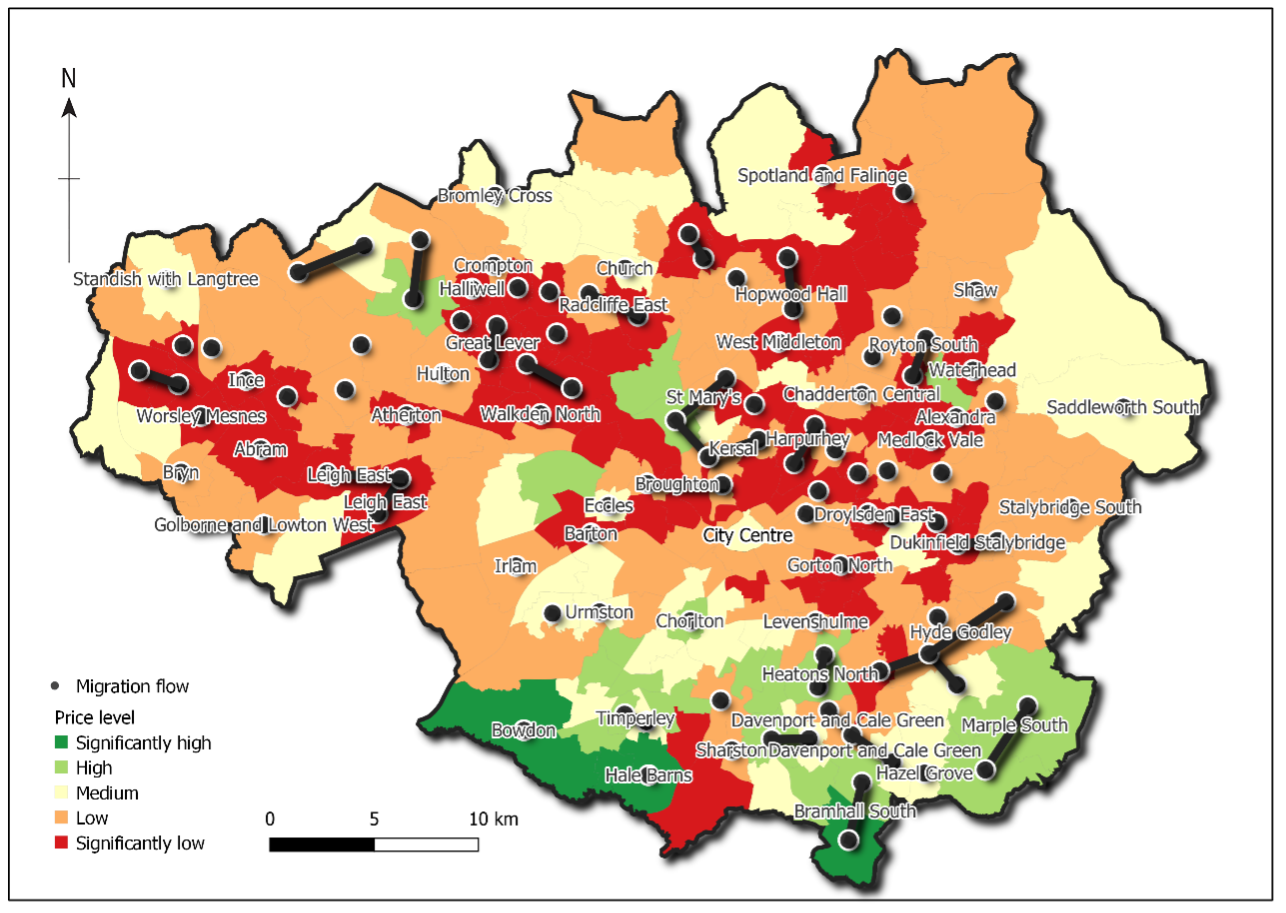 N
Spotland and Falinge
Bromley Cross
Standish with Langtree
Crompton
Church
Halliwell
Radcliffe East
Hopwood Hall
Shaw
Great Lever
West Middleton
Royton South
Hulton
Ince
Waterhead
Chadderton Central
St Mary's
Worsley Mesnes
Atherton
Walkden North
Alexandra
Saddleworth South
Abram
Kersal
Harpurhey
Medlock Vale
Bryn
Leigh East
Broughton
Leigh East
Eccles
Stalybridge South
Golborne and Lowton West
Droylsden East
Barton
City Centre
Dukinfield Stalybridge
Irlam
Gorton North
Urmston
Chorlton
Levenshulme
Hyde Godley
Heatons North
Migration flow
Price level
Significantly high
High
Medium
Low
Significantly low
Timperley
Davenport and Cale Green
Marple South
Bowdon
Sharston
Davenport and Cale Green
Hale Barns
Hazel Grove
Bramhall South
0 5 10 km